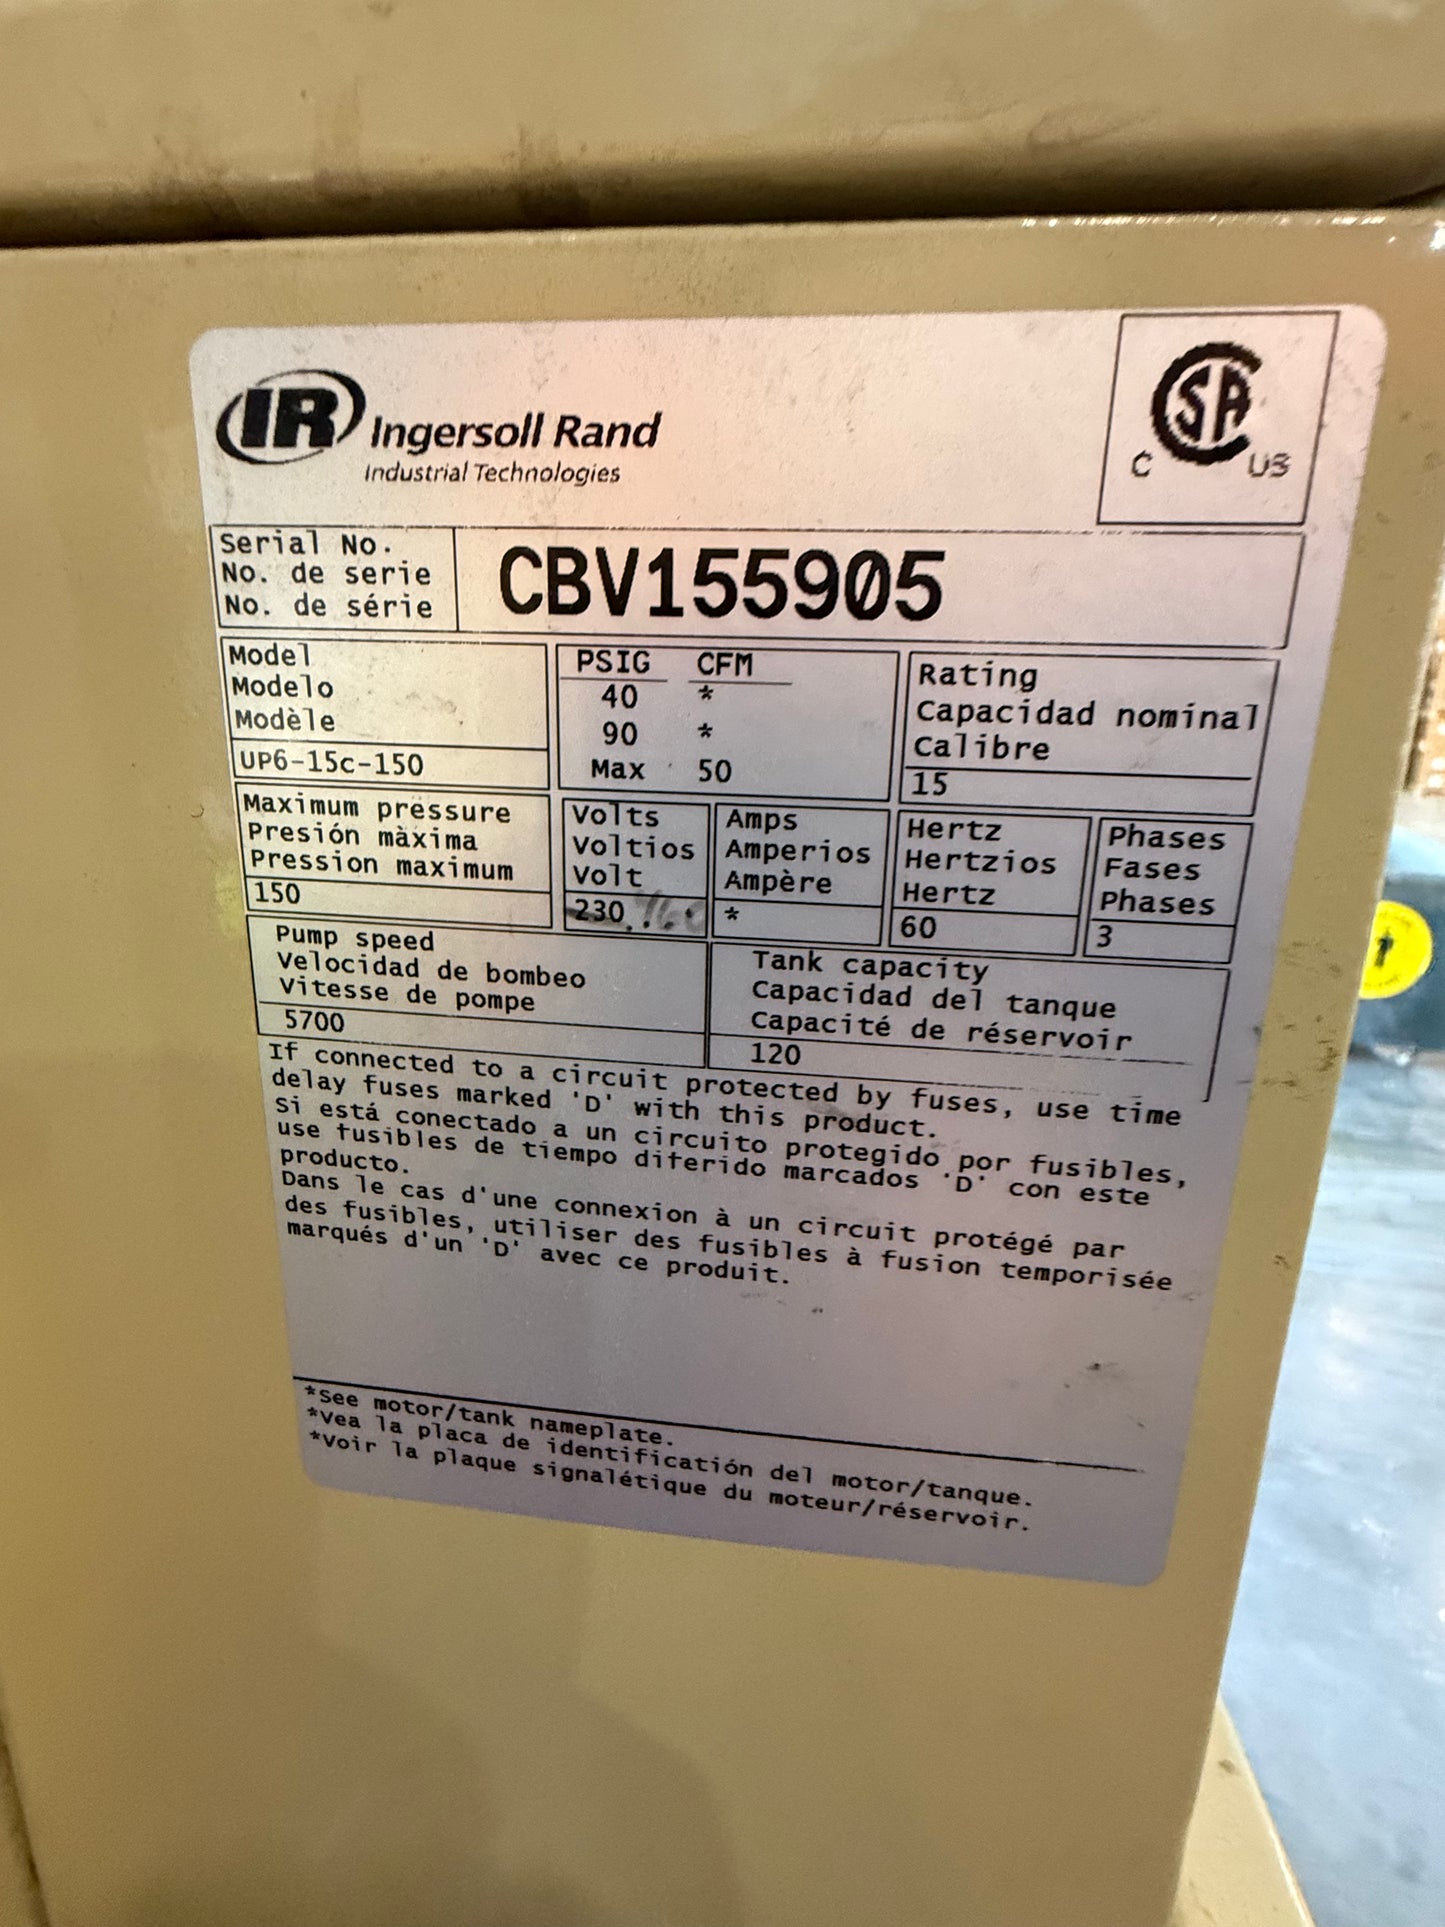 IR Ingersoll Rand
Industrial Technologies
CSA
C US
Serial No.
No. de serie
No. de série
CBV155905
Model
Modelo
Modèle
UP6-15c-150
PSIG CFM
40 *
90 *
Max 50
Rating
Capacidad nominal
Calibre
15
Maximum pressure
Presión màxima
Pression maximum
150
Volts
Voltios
Volt
230 460
Amps
Amperios
Ampère
*
Hertz
Hertzios
Hertz
60
Phases
Fases
Phases
3
Pump speed
Velocidad de bombeo
Vitesse de pompe
5700
Tank capacity
Capacidad del tanque
Capacité de réservoir
120
If connected to a circuit protected by fuses, use time
delay fuses marked 'D' with this product.
Si está conectado a un circuito protegido por fusibles,
use fusibles de tiempo diferido marcados 'D' con este
producto.
Dans le cas d'une connexion à un circuit protégé par
des fusibles, utiliser des fusibles à fusion temporisée
marqués d'un 'D' avec ce produit.
*See motor/tank nameplate.
*Vea la placa de identificación del motor/tanque.
*Voir la plaque signalétique du moteur/réservoir.